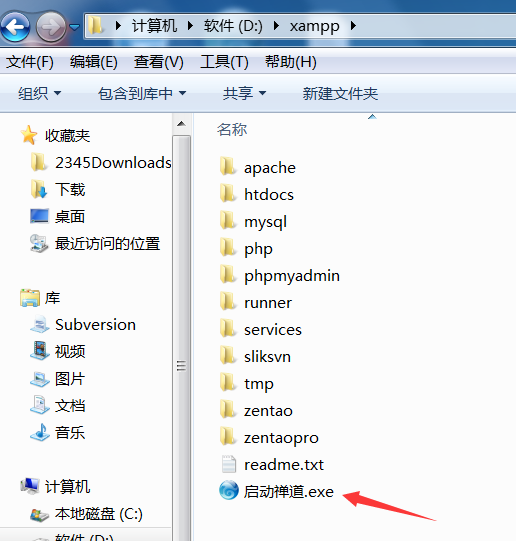 计算机 软件 (D:) xampp
文件(F) 编辑(E) 查看(V) 工具(T) 帮助(H)
组织 包含到库中 共享 新建文件夹
收藏夹
2345Downloads
下载
桌面
最近访问的位置
库
Subversion
视频
图片
文档
音乐
计算机
本地磁盘 (C:)
软件 (D:)
名称
apache
htdocs
mysql
php
phpmyadmin
runner
services
sliksvn
tmp
zentao
zentaopro
readme.txt
启动禅道.exe